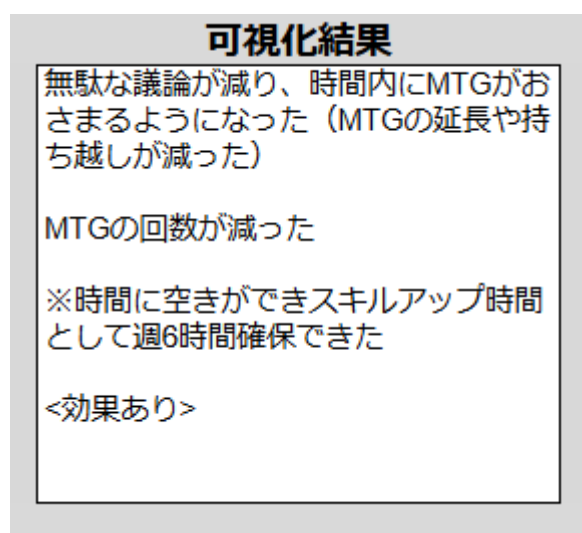 可視化結果
無駄な議論が減り、時間内にMTGがお
さまるようになった（MTGの延長や持
ち越しが減った）
MTGの回数が減った
※時間に空きができスキルアップ時間
として週6時間確保できた
<効果あり>